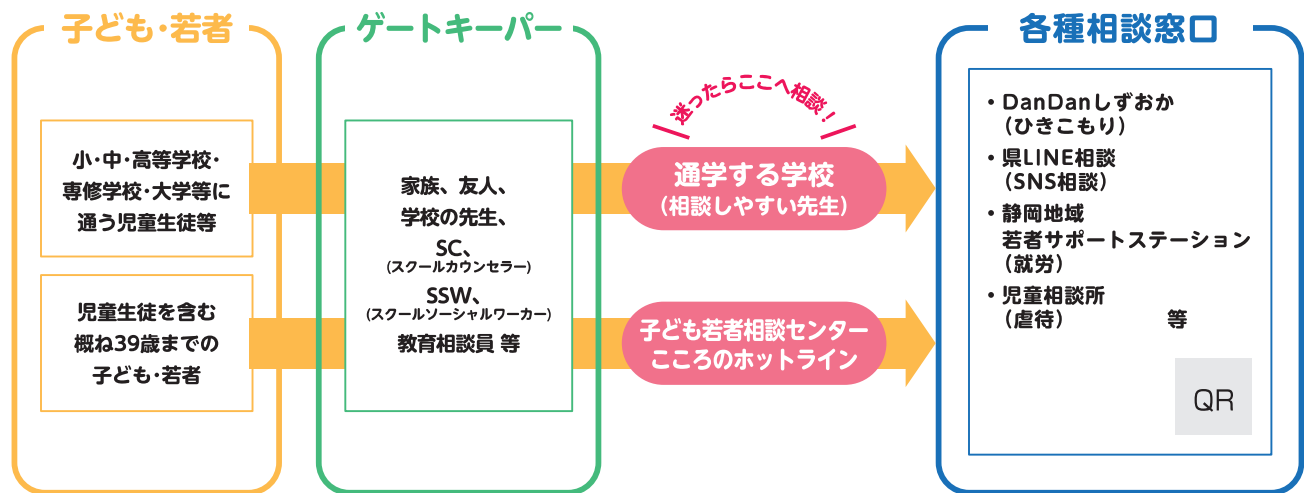 子ども・若者
小・中・高等学校・
専修学校・大学等に
通う児童生徒等
児童生徒を含む
概ね39歳までの
子ども・若者
ゲートキーパー
家族、友人、
学校の先生、
SC、
(スクールカウンセラー)
SSW、
(スクールソーシャルワーカー)
教育相談員 等
迷ったらここへ相談！
通学する学校
（相談しやすい先生）
子ども若者相談センター
こころのホットライン
各種相談窓口
・DanDanしずおか
（ひきこもり）
・県LINE相談
（SNS相談）
・静岡地域
若者サポートステーション
（就労）
・児童相談所
（虐待） 等
QR